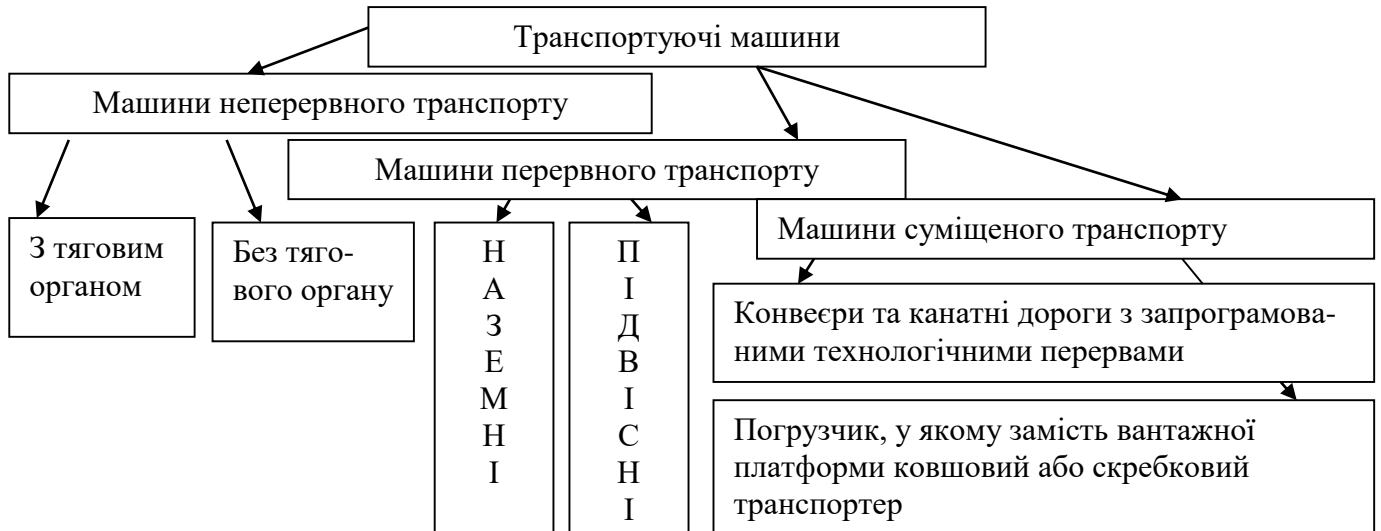 Транспортуючі машини
Машини неперервного транспорту
Машини перервного транспорту
З тяговим
органом
Без тяго-
вого органу
Н
А
З
Е
М
Н
І
П
І
Д
В
І
С
Н
І
Машини суміщеного транспорту
Конвеєри та канатні дороги з запрограмова-
ними технологічними перервами
Погрузчик, у якому замість вантажної
платформи ковшовий або скребковий
транспортер